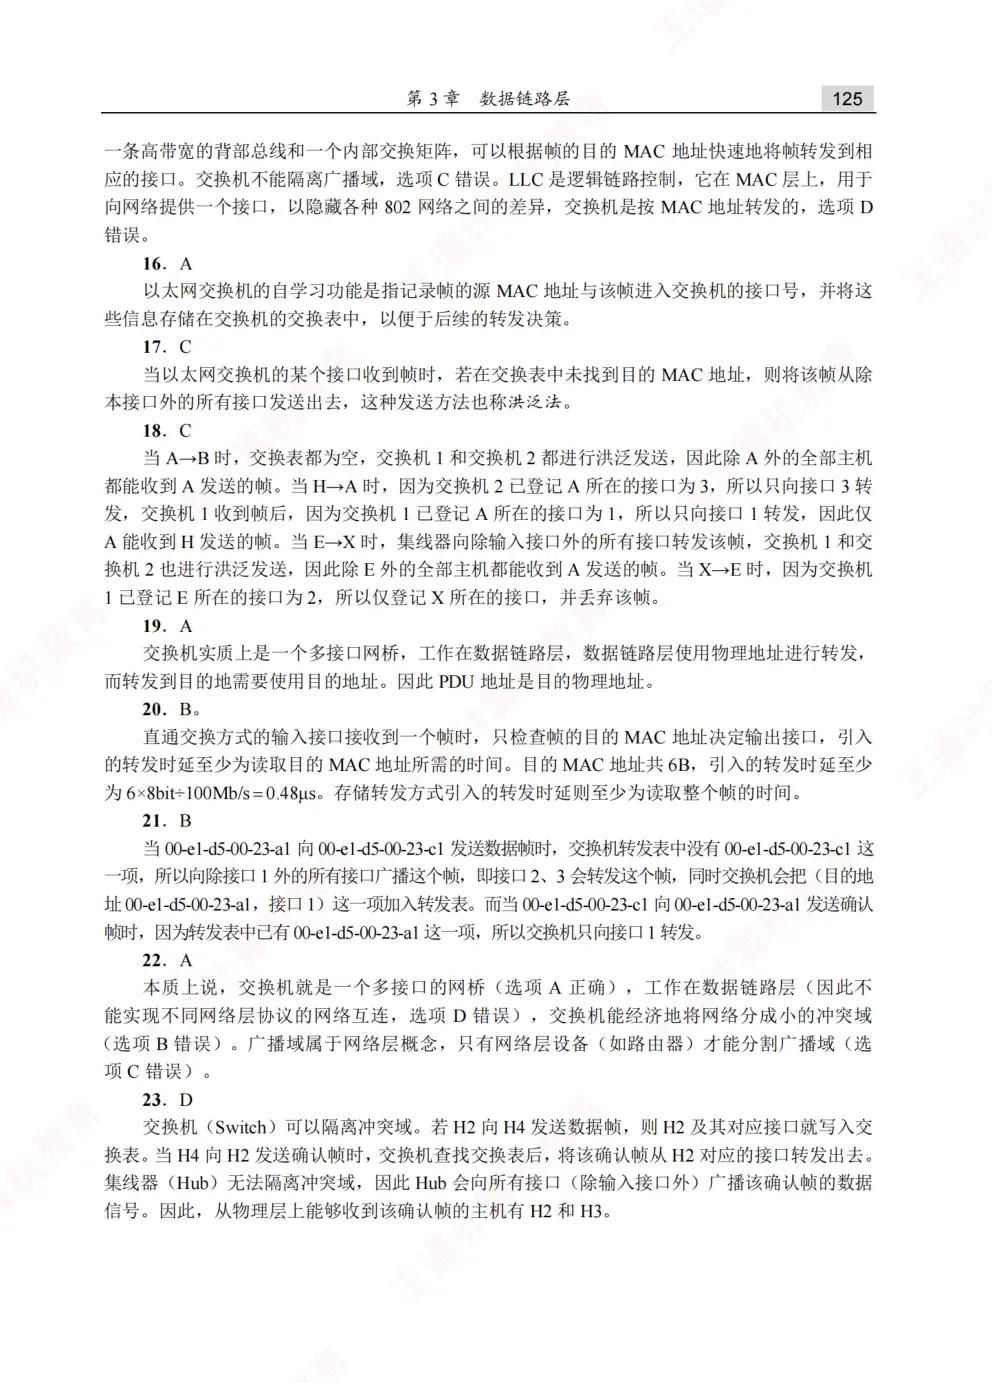 第 3 章 数据链路层 125
一条高带宽的背部总线和一个内部交换矩阵，可以根据帧的目的 MAC 地址快速地将帧转发到相
应的接口。交换机不能隔离广播域，选项 C 错误。LLC 是逻辑链路控制，它在 MAC 层上，用于
向网络提供一个接口，以隐藏各种 802 网络之间的差异，交换机是按 MAC 地址转发的，选项 D
错误。
16．A
以太网交换机的自学习功能是指记录帧的源 MAC 地址与该帧进入交换机的接口号，并将这
些信息存储在交换机的交换表中，以便于后续的转发决策。
17．C
当以太网交换机的某个接口收到帧时，若在交换表中未找到目的 MAC 地址，则将该帧从除
本接口外的所有接口发送出去，这种发送方法也称洪泛法。
18．C
当 A→B 时，交换表都为空，交换机 1 和交换机 2 都进行洪泛发送，因此除 A 外的全部主机
都能收到 A 发送的帧。当 H→A 时，因为交换机 2 已登记 A 所在的接口为 3，所以只向接口 3 转
发，交换机 1 收到帧后，因为交换机 1 已登记 A 所在的接口为 1，所以只向接口 1 转发，因此仅
A 能收到 H 发送的帧。当 E→X 时，集线器向除输入接口外的所有接口转发该帧，交换机 1 和交
换机 2 也进行洪泛发送，因此除 E 外的全部主机都能收到 A 发送的帧。当 X→E 时，因为交换机
1 已登记 E 所在的接口为 2，所以仅登记 X 所在的接口，并丢弃该帧。
19．A
交换机实质上是一个多接口网桥，工作在数据链路层，数据链路层使用物理地址进行转发，
而转发到目的地需要使用目的地址。因此 PDU 地址是目的物理地址。
20．B。
直通交换方式的输入接口接收到一个帧时，只检查帧的目的 MAC 地址决定输出接口，引入
的转发时延至少为读取目的 MAC 地址所需的时间。目的 MAC 地址共 6B，引入的转发时延至少
为 6×8bit÷100Mb/s＝0.48μs。存储转发方式引入的转发时延则至少为读取整个帧的时间。
21．B
当 00-e1-d5-00-23-a1 向 00-e1-d5-00-23-c1 发送数据帧时，交换机转发表中没有 00-e1-d5-00-23-c1 这
一项，所以向除接口 1 外的所有接口广播这个帧，即接口 2、3 会转发这个帧，同时交换机会把（目的地
址 00-e1-d5-00-23-a1，接口 1）这一项加入转发表。而当 00-e1-d5-00-23-c1 向 00-e1-d5-00-23-a1 发送确认
帧时，因为转发表中已有 00-e1-d5-00-23-a1 这一项，所以交换机只向接口 1 转发。
22．A
本质上说，交换机就是一个多接口的网桥（选项 A 正确），工作在数据链路层（因此不
能实现不同网络层协议的网络互连，选项 D 错误），交换机能经济地将网络分成小的冲突域
（选项 B 错误）。广播域属于网络层概念，只有网络层设备（如路由器）才能分割广播域（选
项 C 错误）。
23．D
交换机（Switch）可以隔离冲突域。若 H2 向 H4 发送数据帧，则 H2 及其对应接口就写入交
换表。当 H4 向 H2 发送确认帧时，交换机查找交换表后，将该确认帧从 H2 对应的接口转发出去。
集线器（Hub）无法隔离冲突域，因此 Hub 会向所有接口（除输入接口外）广播该确认帧的数据
信号。因此，从物理层上能够收到该确认帧的主机有 H2 和 H3。